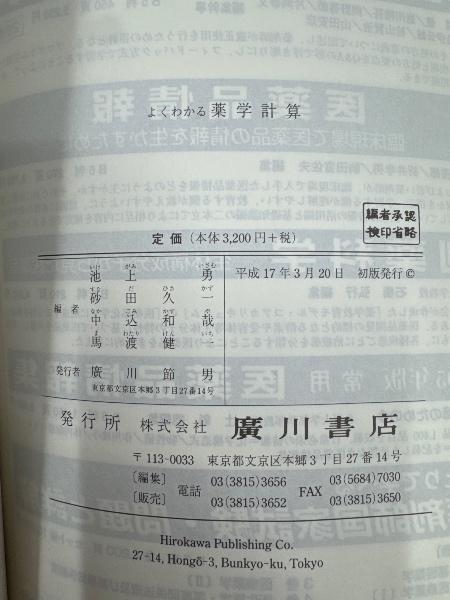 よくわかる薬学計算
編者承認
検印省略
定価（本体3,200円＋税）
編者
池上勇
砂田久一
中込和哉
馬渡健一
平成17年3月20日　初版発行©
発行者　廣川節男
東京都文京区本郷3丁目27番14号
発行所　株式会社　廣川書店
〒113-0033　東京都文京区本郷3丁目27番14号
〔編集〕電話 03(3815)3656 FAX 03(5684)7030
〔販売〕 03(3815)3652 03(3815)3650
Hirokawa Publishing Co.
27-14, Hongō-3, Bunkyo-ku, Tokyo